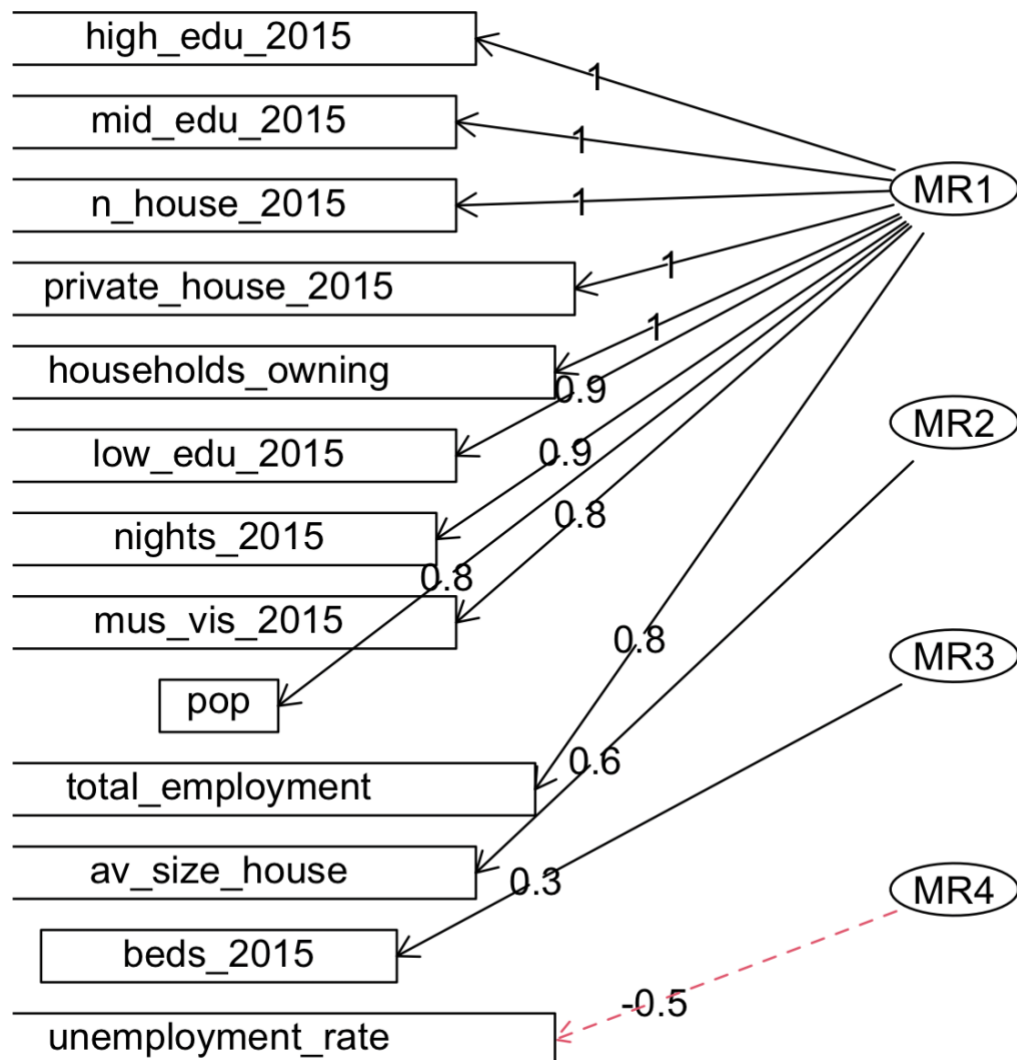 high_edu_2015
1
mid_edu_2015
1
MR1
n_house_2015
1
private_house_2015
1
1
households_owning
0.9
MR2
low_edu_2015
0.9
nights_2015
0.8
0.8
mus_vis_2015
0.8
MR3
pop
0.6
total_employment
av_size_house
0.3
MR4
beds_2015
-0.5
unemployment_rate